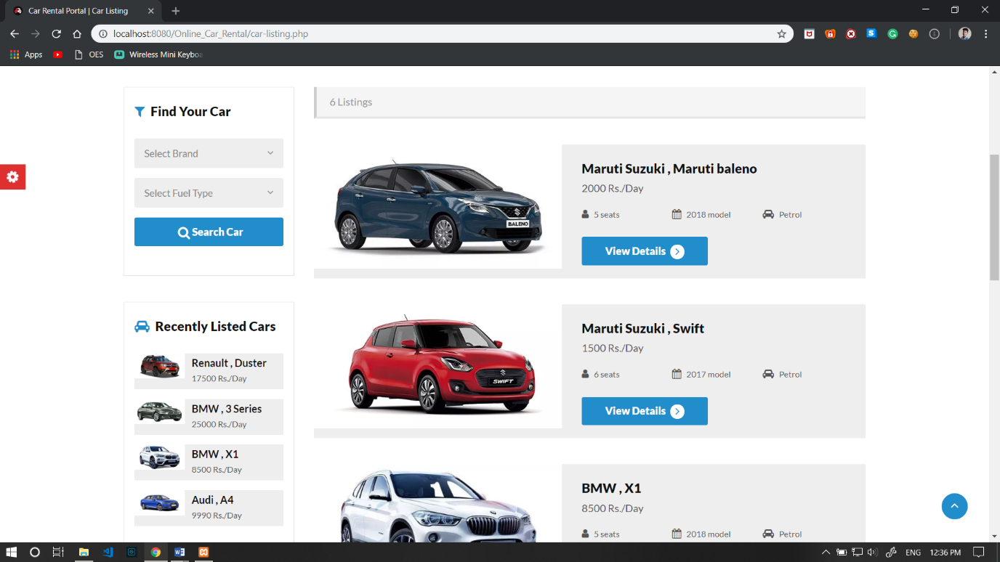 Car Rental Portal | Car Listing
localhost:8080/Online_Car_Rental/car-listing.php
Apps
OES
Wireless Mini Keyboa
Find Your Car
Select Brand
Select Fuel Type
Search Car
Recently Listed Cars
Renault , Duster
17500 Rs./Day
BMW , 3 Series
25000 Rs./Day
BMW , X1
8500 Rs./Day
Audi , A4
9990 Rs./Day
6 Listings
BALENO
Maruti Suzuki , Maruti baleno
2000 Rs./Day
5 seats 2018 model Petrol
View Details
SWIFT
Maruti Suzuki , Swift
1500 Rs./Day
6 seats 2017 model Petrol
View Details
BMW , X1
8500 Rs./Day
5 seats 2018 model Petrol
ENG 12:36 PM